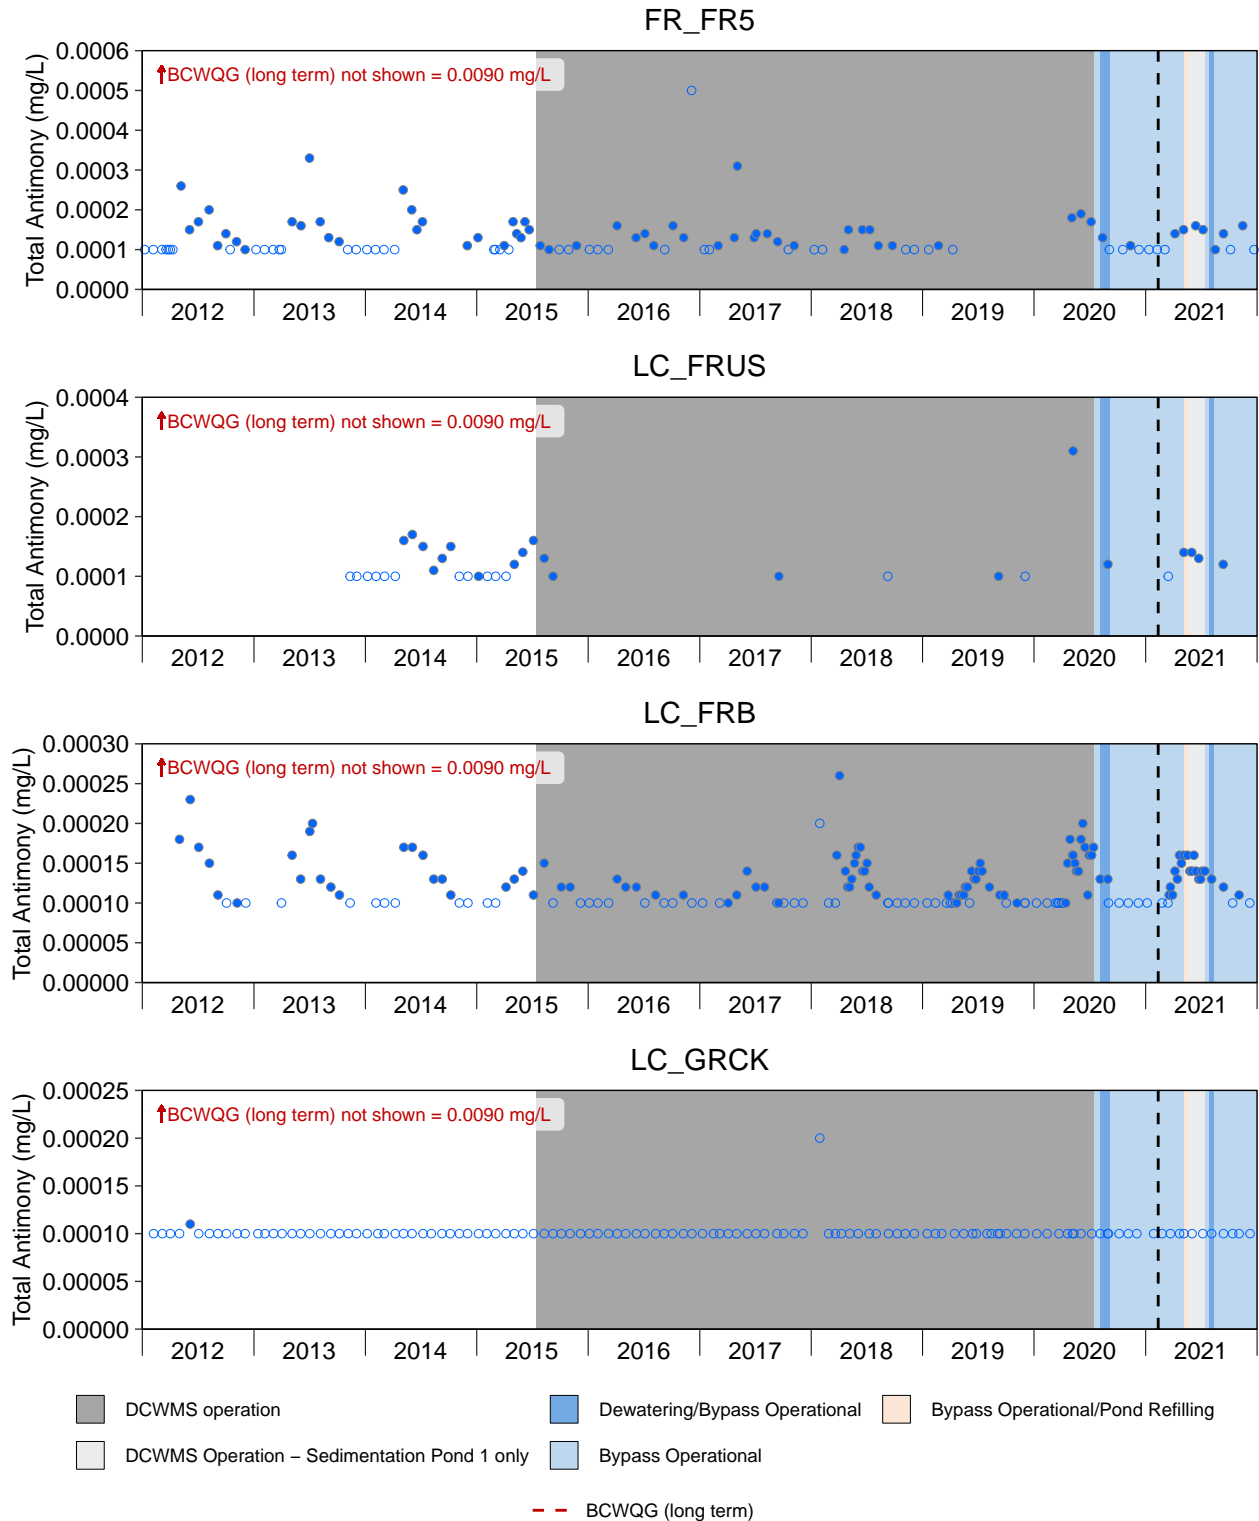 FR_FR5
Total Antimony (mg/L)
0.0006
0.0005
0.0004
0.0003
0.0002
0.0001
0.0000
BCWQG (long term) not shown = 0.0090 mg/L
2012 2013 2014 2015 2016 2017 2018 2019 2020 2021
LC_FRUS
Total Antimony (mg/L)
0.0004
0.0003
0.0002
0.0001
0.0000
BCWQG (long term) not shown = 0.0090 mg/L
2012 2013 2014 2015 2016 2017 2018 2019 2020 2021
LC_FRB
Total Antimony (mg/L)
0.00030
0.00025
0.00020
0.00015
0.00010
0.00005
0.00000
BCWQG (long term) not shown = 0.0090 mg/L
2012 2013 2014 2015 2016 2017 2018 2019 2020 2021
LC_GRCK
Total Antimony (mg/L)
0.00025
0.00020
0.00015
0.00010
0.00005
0.00000
BCWQG (long term) not shown = 0.0090 mg/L
2012 2013 2014 2015 2016 2017 2018 2019 2020 2021
DCWMS operation
Dewatering/Bypass Operational
Bypass Operational/Pond Refilling
DCWMS Operation – Sedimentation Pond 1 only
Bypass Operational
BCWQG (long term)